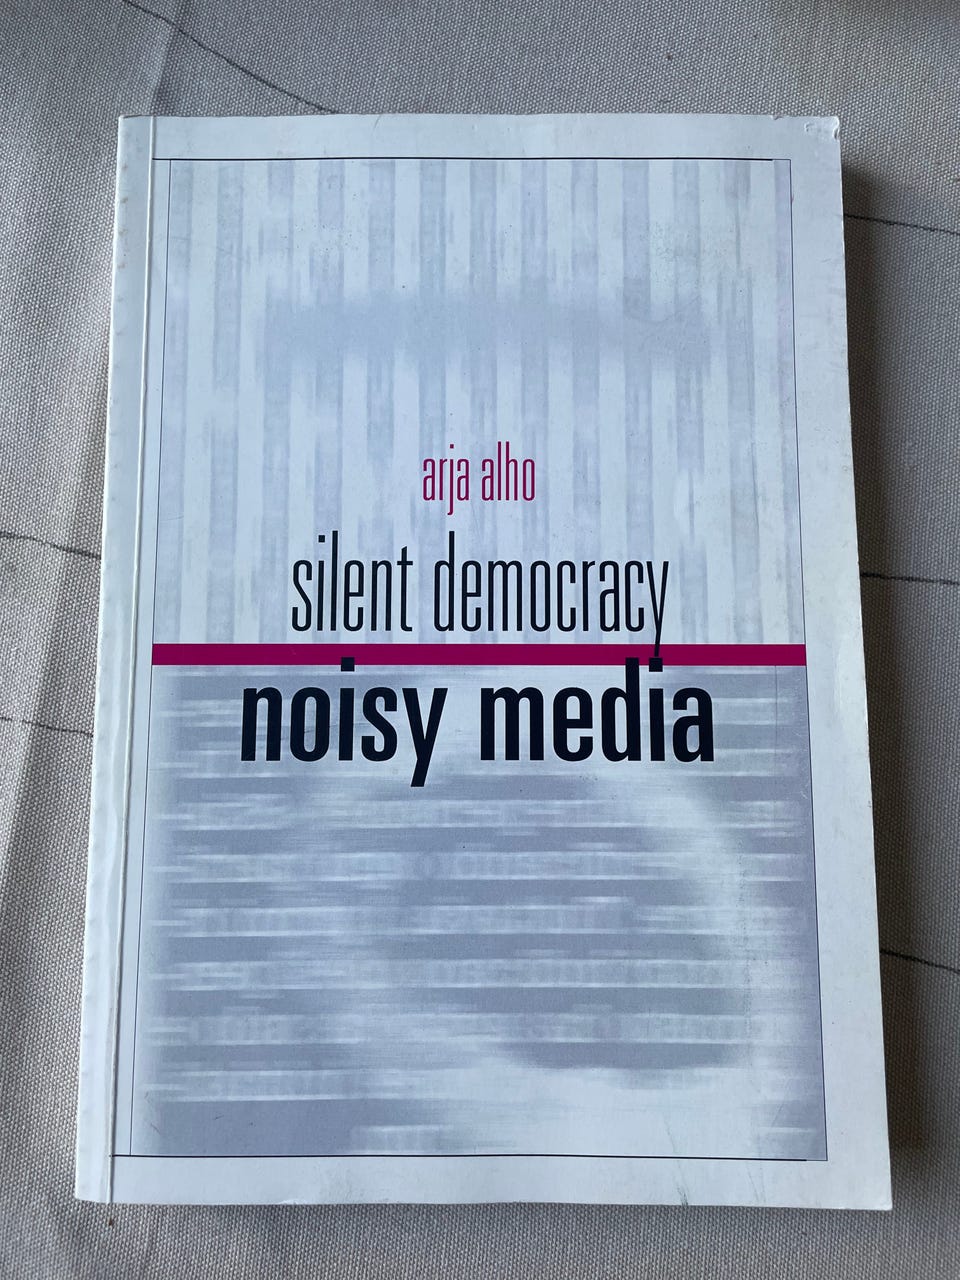 arja alho
silent democracy
noisy media